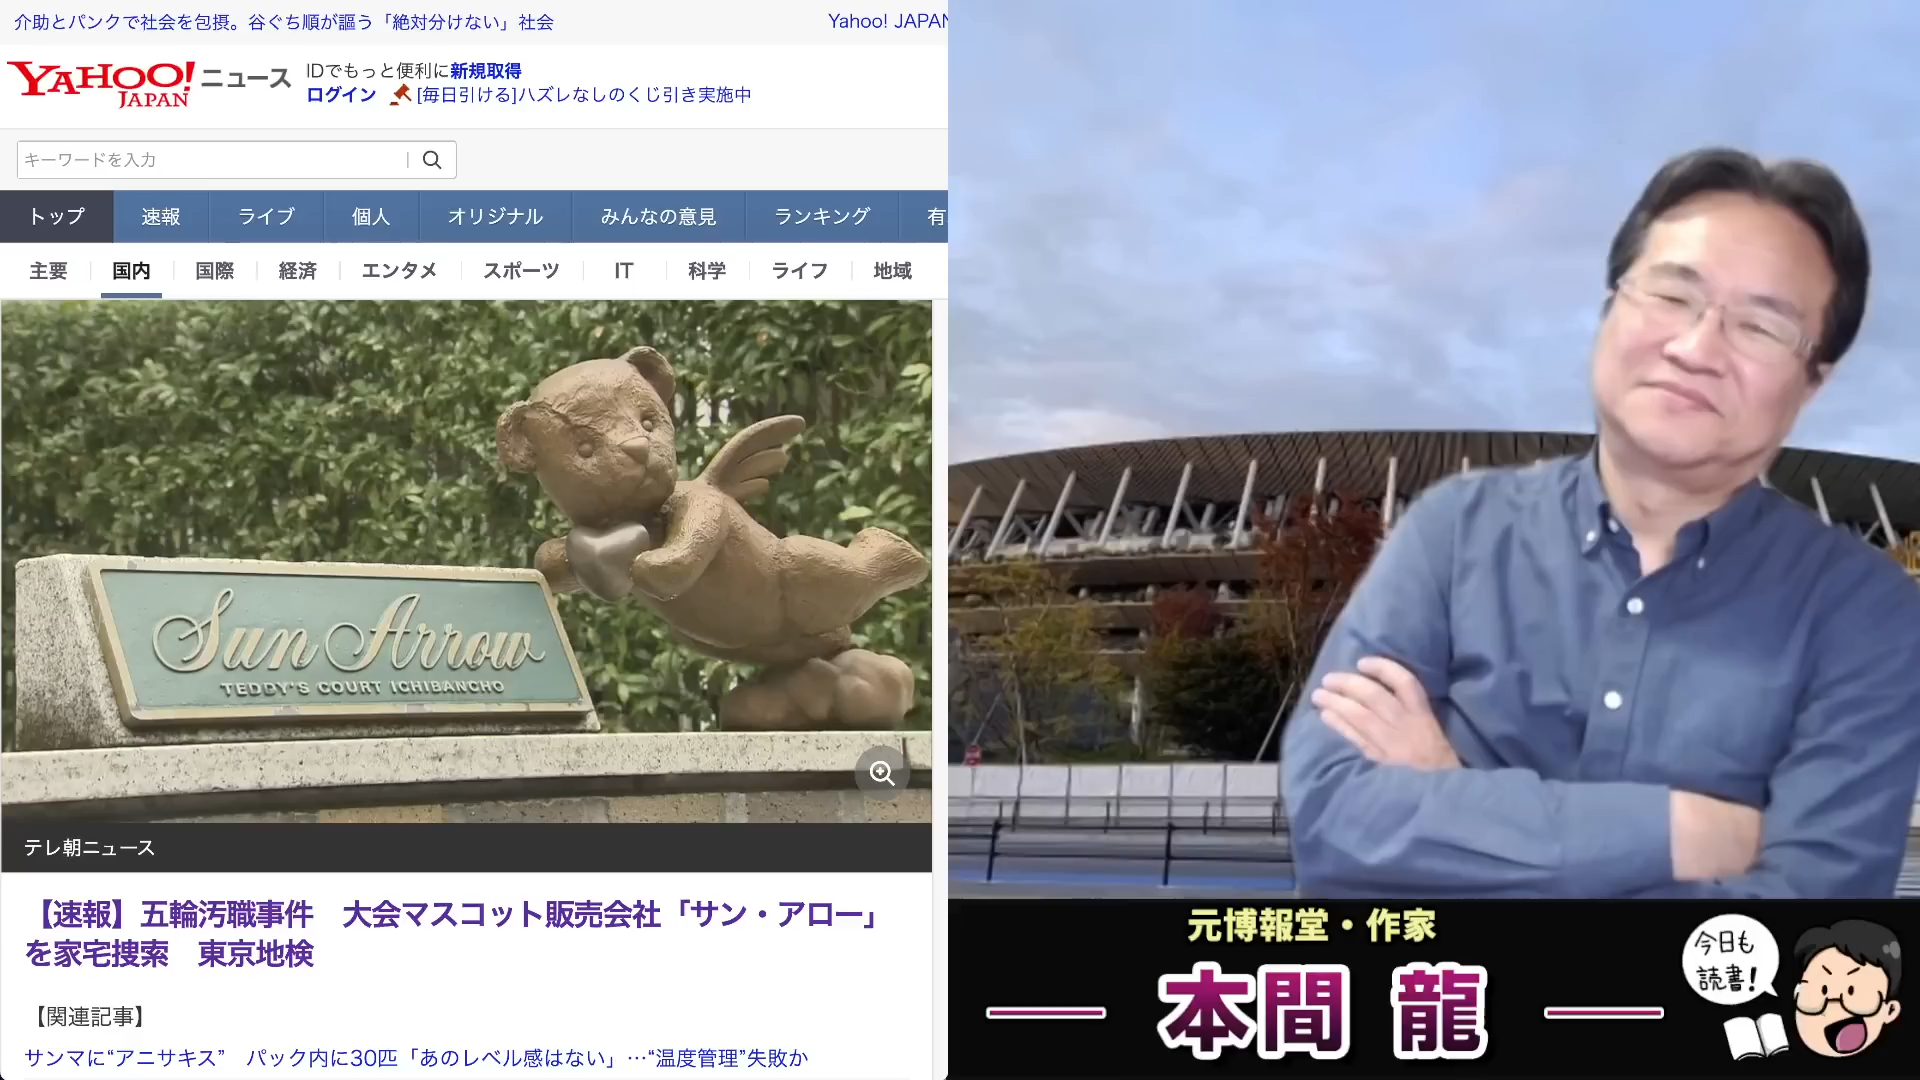 介助とパンクで社会を包摂。谷ぐち順が謳う「絶対分けない」社会
Yahoo! JAPAN
YAHOO! JAPAN ニュース
IDでもっと便利に新規取得
ログイン [毎日引ける]ハズレなしのくじ引き実施中
キーワードを入力
トップ 速報 ライブ 個人 オリジナル みんなの意見 ランキング 有
主要 国内 国際 経済 エンタメ スポーツ IT 科学 ライフ 地域
Sun Arrow
TEDDY'S COURT ICHIBANCHO
テレ朝ニュース
【速報】五輪汚職事件 大会マスコット販売会社「サン・アロー」
を家宅捜索 東京地検
【関連記事】
サンマに“アニサキス” パック内に30匹「あのレベル感はない」…“温度管理”失敗か
元博報堂・作家
本間 龍
今日も
読書!